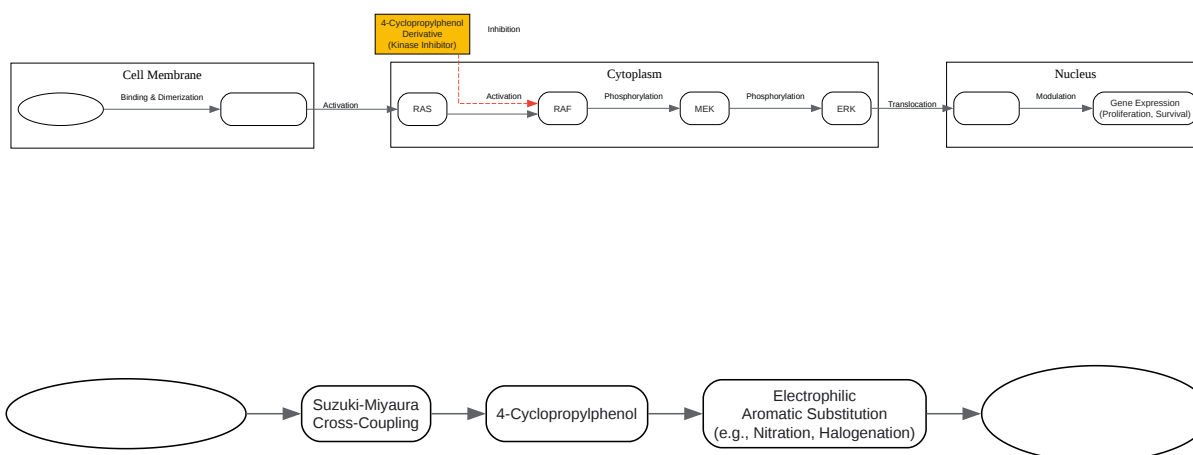 4-Cyclopropylphenol
Derivative
(Kinase Inhibitor)
Inhibition
Cell Membrane
Cytoplasm
Nucleus
Binding & Dimerization
Activation
RAS
Activation
RAF
Phosphorylation
MEK
Phosphorylation
ERK
Translocation
Modulation
Gene Expression
(Proliferation, Survival)
Suzuki-Miyaura
Cross-Coupling
4-Cyclopropylphenol
Electrophilic
Aromatic Substitution
(e.g., Nitration, Halogenation)